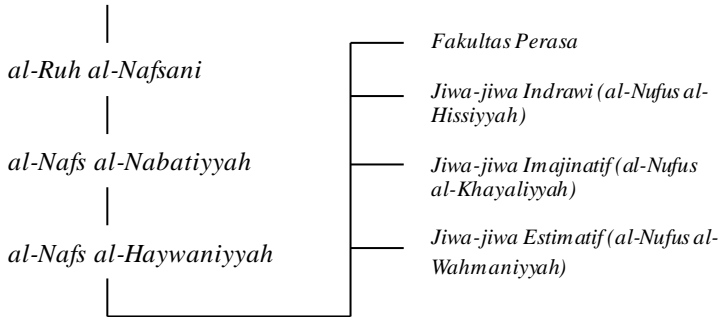 al-Ruh al-Nafsani
al-Nafs al-Nabatiyyah
al-Nafs al-Haywaniyyah
Fakultas Perasa
Jiwa-jiwa Indrawi (al-Nufus al-
Hissiyyah)
Jiwa-jiwa Imajinatif (al-Nufus
al-Khayaliyyah)
Jiwa-jiwa Estimatif (al-Nufus al-
Wahmaniyyah)